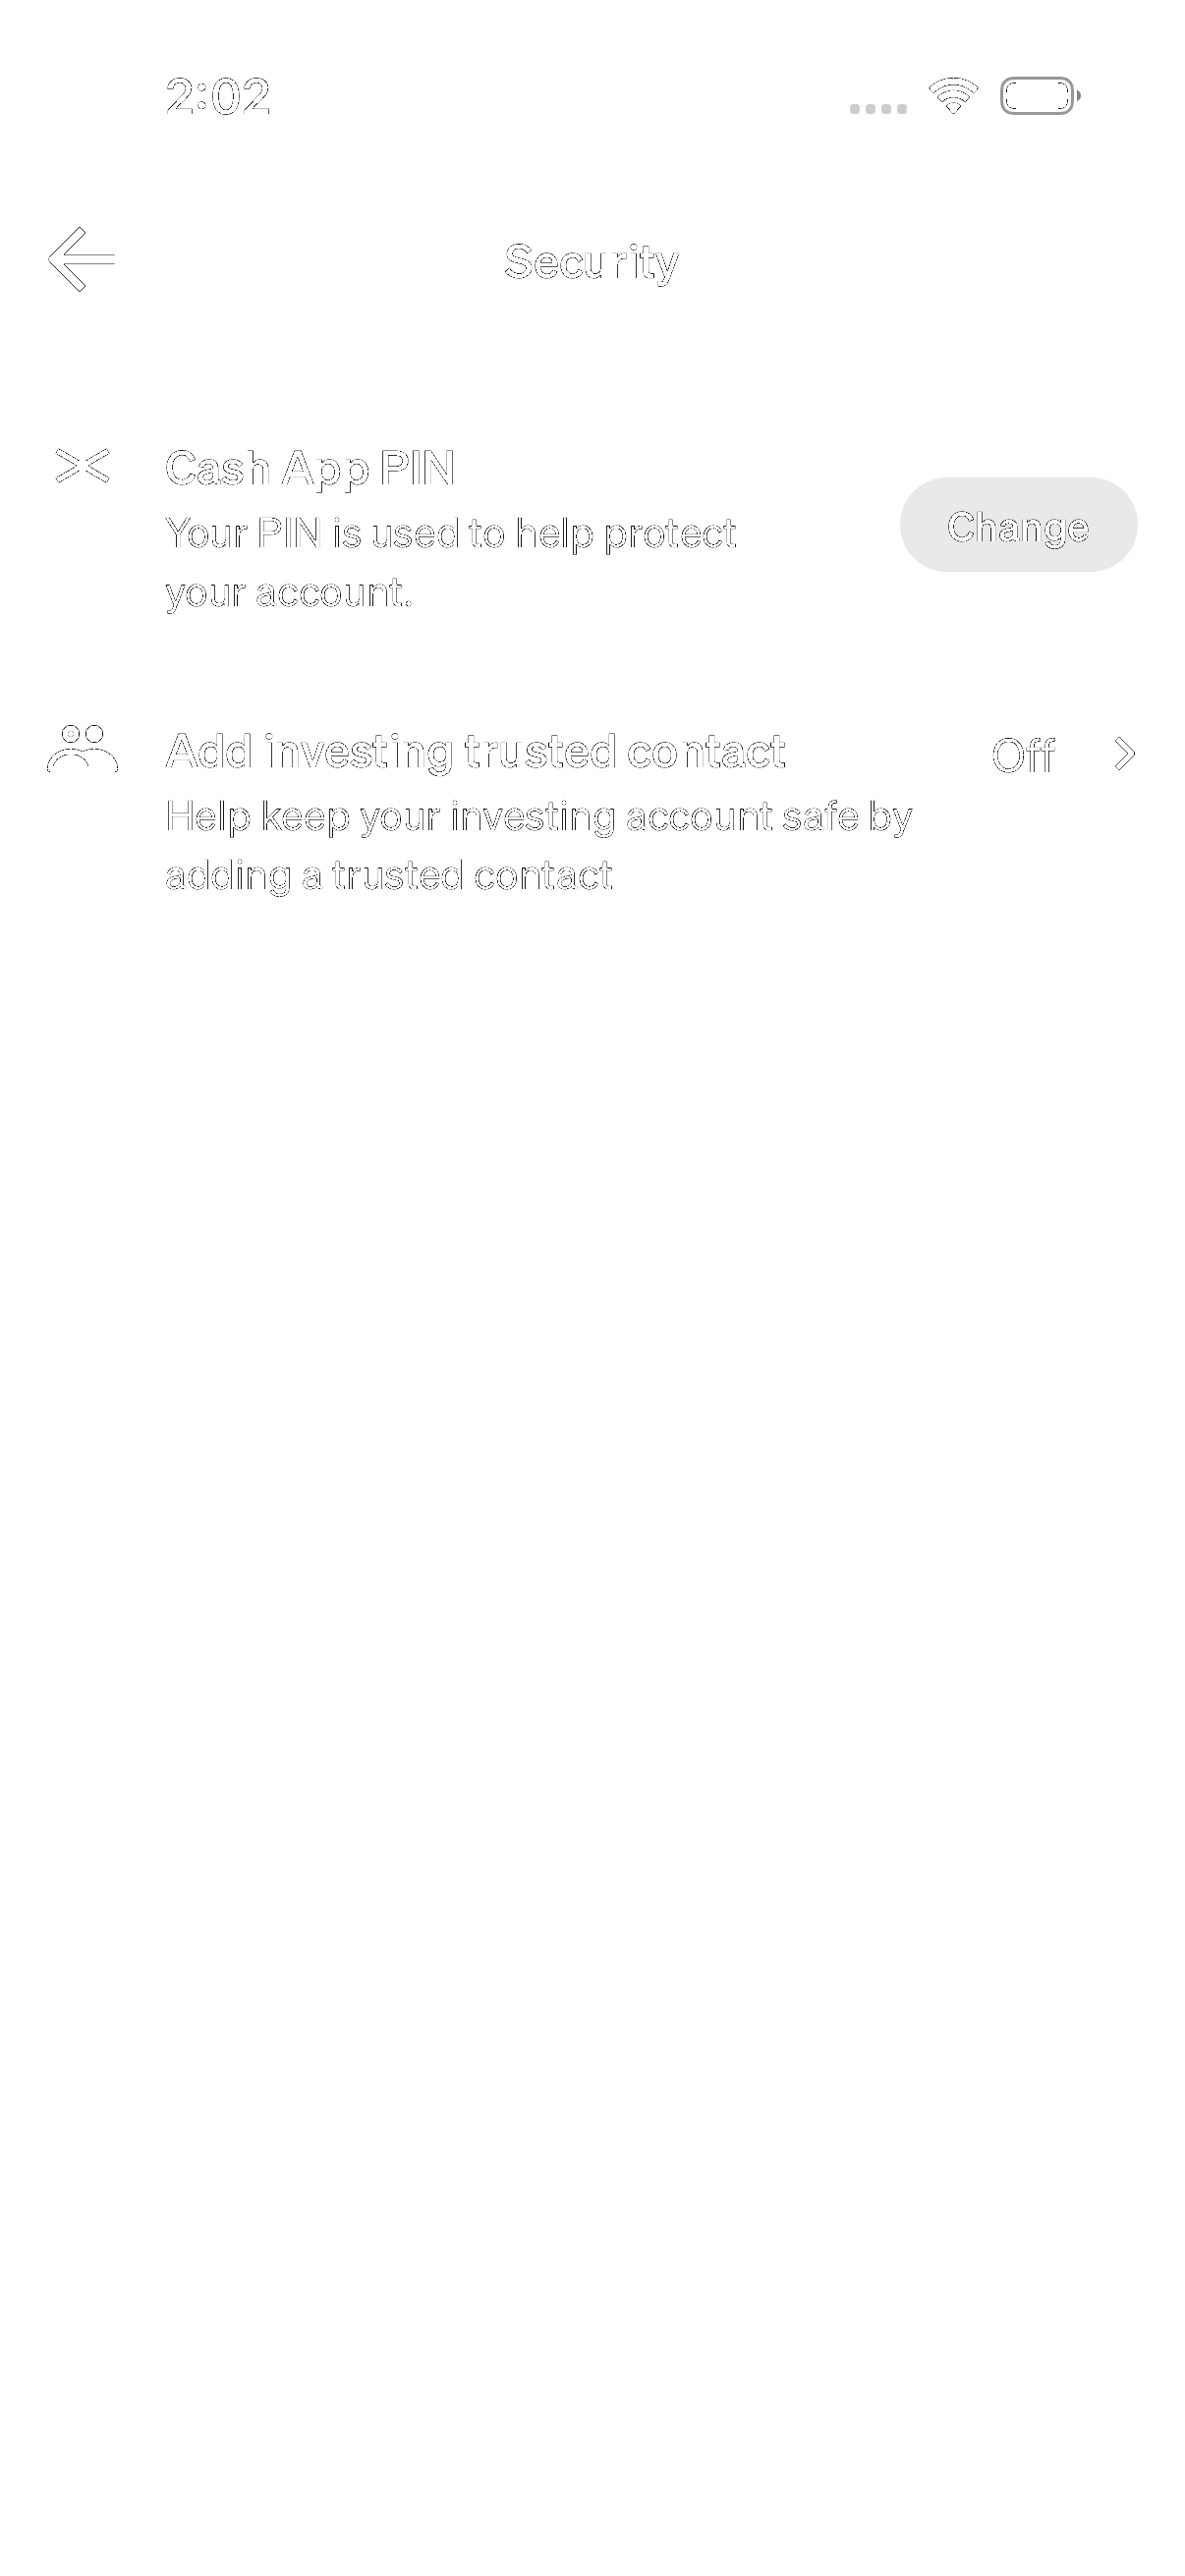 2:02
Security
Cash App PIN
Your PIN is used to help protect
your account.
Change
Add investing trusted contact
Off
Help keep your investing account safe by
adding a trusted contact